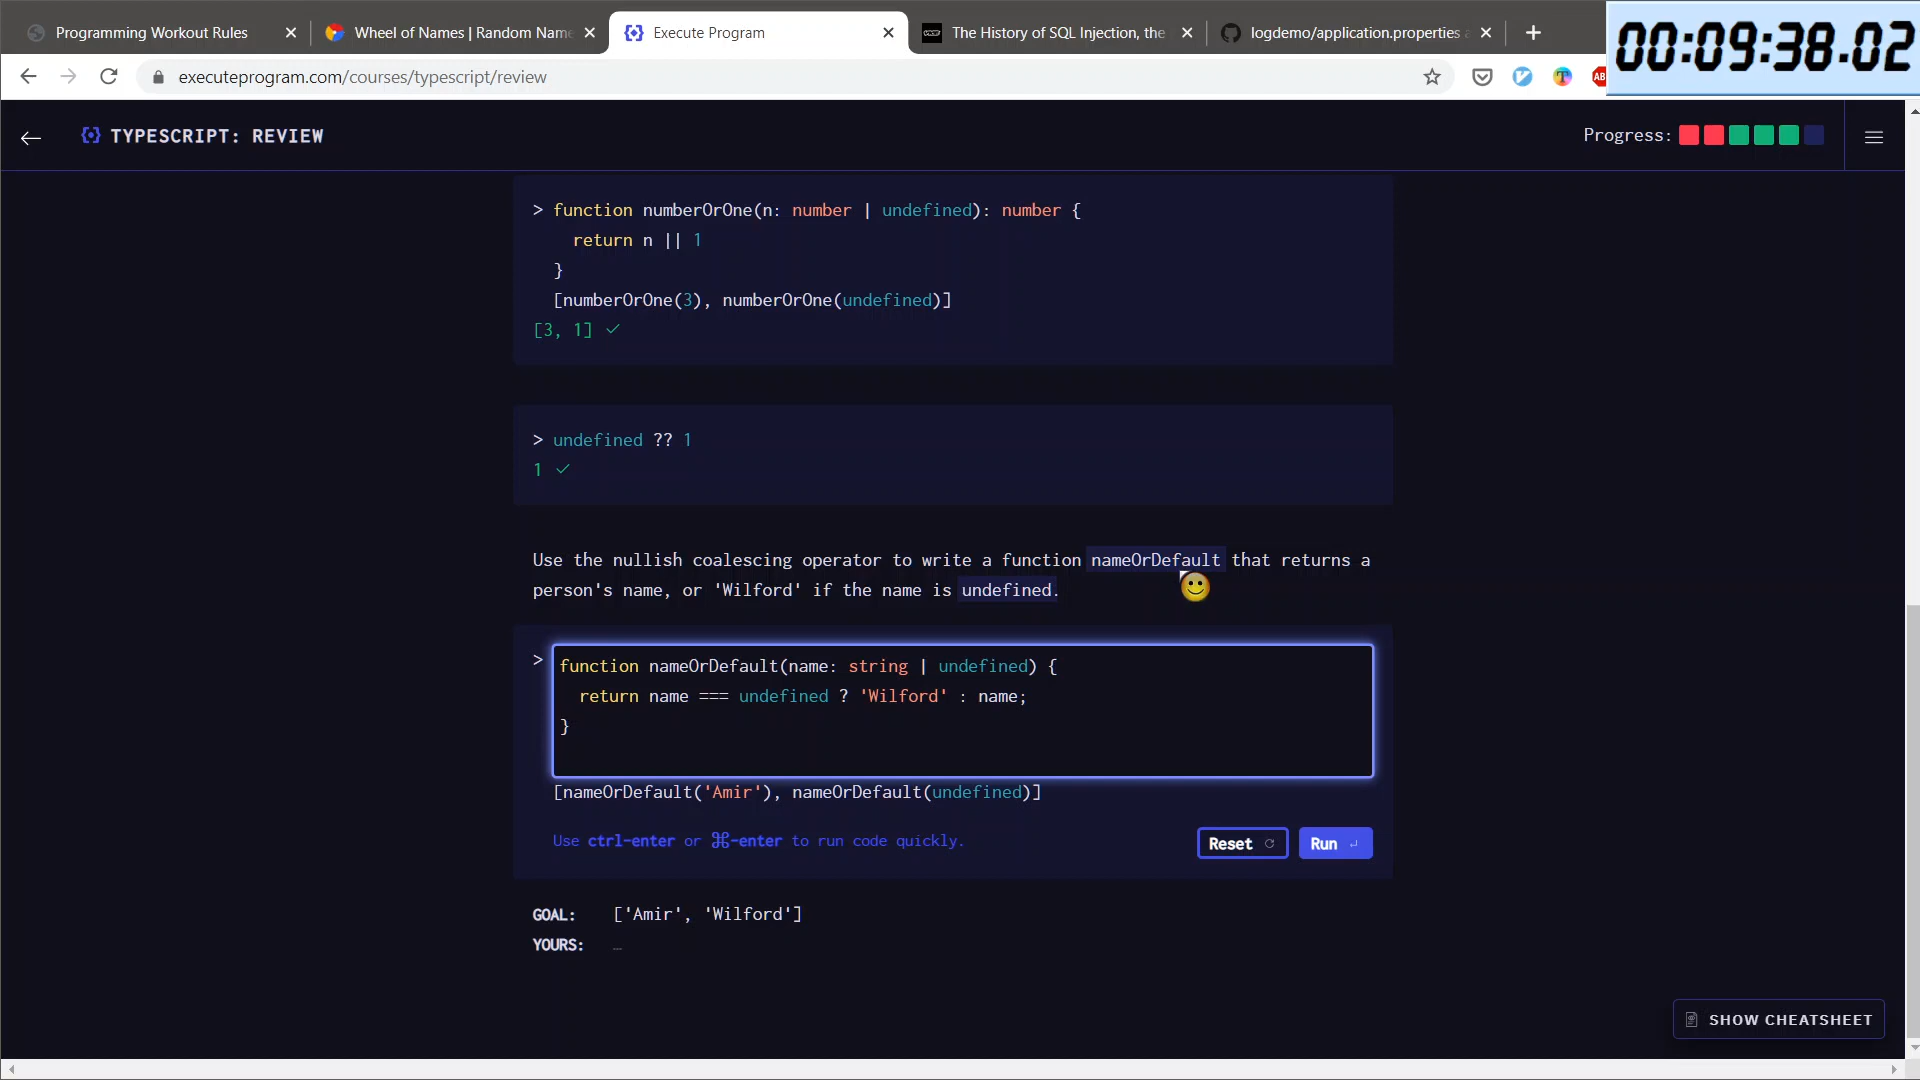 Programming Workout Rules
Wheel of Names | Random Name
Execute Program
The History of SQL Injection, the
logdemo/application.properties
00:09:38.02
executeprogram.com/courses/typescript/review
TYPESCRIPT: REVIEW
Progress:
> function numberOrOne(n: number | undefined): number {
return n || 1
}
[numberOrOne(3), numberOrOne(undefined)]
[3, 1] ✓
> undefined ?? 1
1 ✓
Use the nullish coalescing operator to write a function nameOrDefault that returns a
person's name, or 'Wilford' if the name is undefined.
> function nameOrDefault(name: string | undefined) {
return name === undefined ? 'Wilford' : name;
}
[nameOrDefault('Amir'), nameOrDefault(undefined)]
Use ctrl-enter or ⌘-enter to run code quickly.
Reset
Run
GOAL: ['Amir', 'Wilford']
YOURS: …
SHOW CHEATSHEET